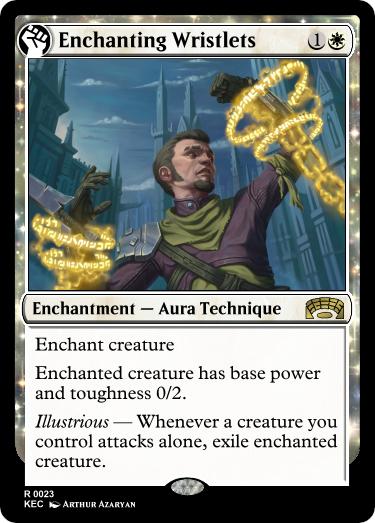 Enchanting Wristlets 1
Enchantment — Aura Technique
Enchant creature
Enchanted creature has base power
and toughness 0/2.
Illustrious — Whenever a creature you
control attacks alone, exile enchanted
creature.
R 0023
KEC Arthur Azaryan